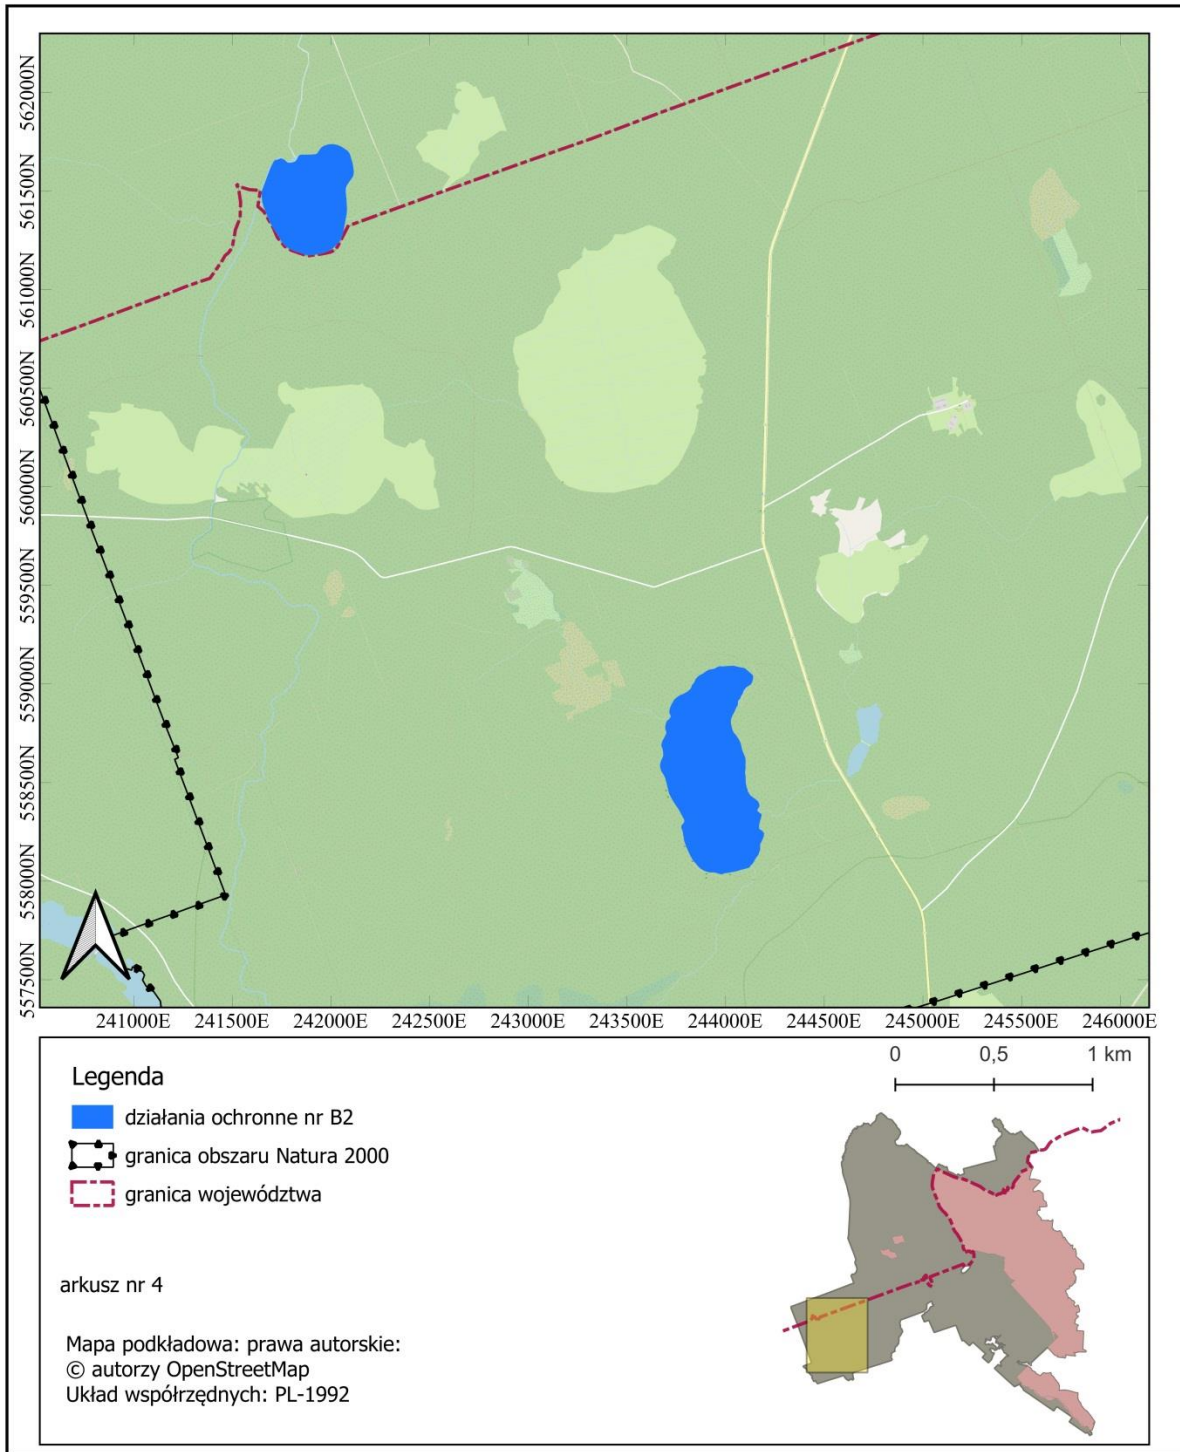 562000N
561500N
561000N
560500N
560000N
559500N
559000N
558500N
558000N
557500N
241000E 241500E 242000E 242500E 243000E 243500E 244000E 244500E 245000E 245500E 246000E
Legenda
działania ochronne nr B2
granica obszaru Natura 2000
granica województwa
0 0,5 1 km
arkusz nr 4
Mapa podkładowa: prawa autorskie:
© autorzy OpenStreetMap
Układ współrzędnych: PL-1992